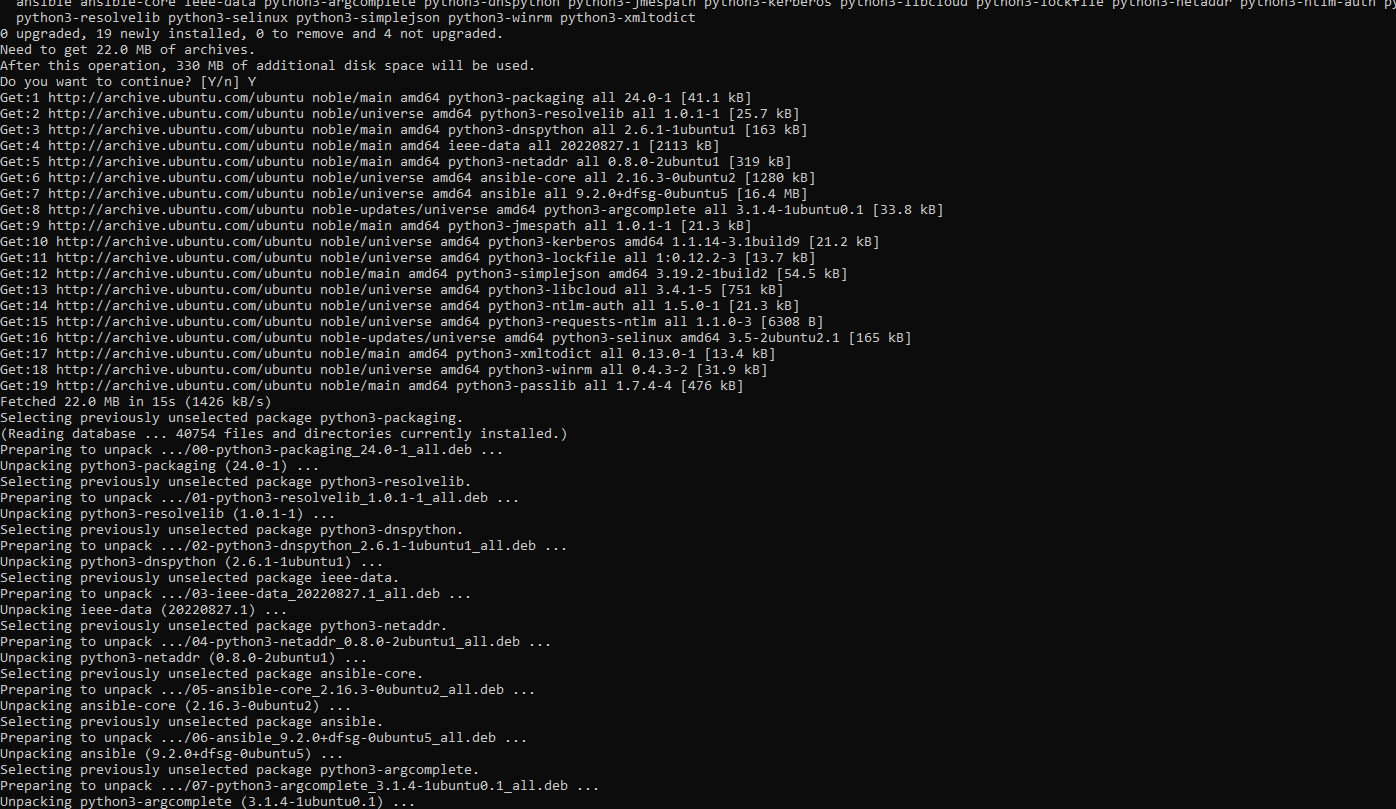 ansible ansible-core ieee-data python3-argcomplete python3-dnspython python3-jmespath python3-kerberos python3-libcloud python3-lockfile python3-netaddr python3-ntlm-auth py
python3-resolvelib python3-selinux python3-simplejson python3-winrm python3-xmltodict
0 upgraded, 19 newly installed, 0 to remove and 4 not upgraded.
Need to get 22.0 MB of archives.
After this operation, 330 MB of additional disk space will be used.
Do you want to continue? [Y/n] Y
Get:1 http://archive.ubuntu.com/ubuntu noble/main amd64 python3-packaging all 24.0-1 [41.1 kB]
Get:2 http://archive.ubuntu.com/ubuntu noble/universe amd64 python3-resolvelib all 1.0.1-1 [25.7 kB]
Get:3 http://archive.ubuntu.com/ubuntu noble/main amd64 python3-dnspython all 2.6.1-1ubuntu1 [163 kB]
Get:4 http://archive.ubuntu.com/ubuntu noble/main amd64 ieee-data all 20220827.1 [2113 kB]
Get:5 http://archive.ubuntu.com/ubuntu noble/main amd64 python3-netaddr all 0.8.0-2ubuntu1 [319 kB]
Get:6 http://archive.ubuntu.com/ubuntu noble/universe amd64 ansible-core all 2.16.3-0ubuntu2 [1280 kB]
Get:7 http://archive.ubuntu.com/ubuntu noble/universe amd64 ansible all 9.2.0+dfsg-0ubuntu5 [16.4 MB]
Get:8 http://archive.ubuntu.com/ubuntu noble-updates/universe amd64 python3-argcomplete all 3.1.4-1ubuntu0.1 [33.8 kB]
Get:9 http://archive.ubuntu.com/ubuntu noble/main amd64 python3-jmespath all 1.0.1-1 [21.3 kB]
Get:10 http://archive.ubuntu.com/ubuntu noble/universe amd64 python3-kerberos amd64 1.1.14-3.1build9 [21.2 kB]
Get:11 http://archive.ubuntu.com/ubuntu noble/universe amd64 python3-lockfile all 1:0.12.2-3 [13.7 kB]
Get:12 http://archive.ubuntu.com/ubuntu noble/main amd64 python3-simplejson amd64 3.19.2-1build2 [54.5 kB]
Get:13 http://archive.ubuntu.com/ubuntu noble/universe amd64 python3-libcloud all 3.4.1-5 [751 kB]
Get:14 http://archive.ubuntu.com/ubuntu noble/universe amd64 python3-ntlm-auth all 1.5.0-1 [21.3 kB]
Get:15 http://archive.ubuntu.com/ubuntu noble/universe amd64 python3-requests-ntlm all 1.1.0-3 [6308 B]
Get:16 http://archive.ubuntu.com/ubuntu noble-updates/universe amd64 python3-selinux amd64 3.5-2ubuntu2.1 [165 kB]
Get:17 http://archive.ubuntu.com/ubuntu noble/main amd64 python3-xmltodict all 0.13.0-1 [13.4 kB]
Get:18 http://archive.ubuntu.com/ubuntu noble/universe amd64 python3-winrm all 0.4.3-2 [31.9 kB]
Get:19 http://archive.ubuntu.com/ubuntu noble/main amd64 python3-passlib all 1.7.4-4 [476 kB]
Fetched 22.0 MB in 15s (1426 kB/s)
Selecting previously unselected package python3-packaging.
(Reading database ... 40754 files and directories currently installed.)
Preparing to unpack .../00-python3-packaging_24.0-1_all.deb ...
Unpacking python3-packaging (24.0-1) ...
Selecting previously unselected package python3-resolvelib.
Preparing to unpack .../01-python3-resolvelib_1.0.1-1_all.deb ...
Unpacking python3-resolvelib (1.0.1-1) ...
Selecting previously unselected package python3-dnspython.
Preparing to unpack .../02-python3-dnspython_2.6.1-1ubuntu1_all.deb ...
Unpacking python3-dnspython (2.6.1-1ubuntu1) ...
Selecting previously unselected package ieee-data.
Preparing to unpack .../03-ieee-data_20220827.1_all.deb ...
Unpacking ieee-data (20220827.1) ...
Selecting previously unselected package python3-netaddr.
Preparing to unpack .../04-python3-netaddr_0.8.0-2ubuntu1_all.deb ...
Unpacking python3-netaddr (0.8.0-2ubuntu1) ...
Selecting previously unselected package ansible-core.
Preparing to unpack .../05-ansible-core_2.16.3-0ubuntu2_all.deb ...
Unpacking ansible-core (2.16.3-0ubuntu2) ...
Selecting previously unselected package ansible.
Preparing to unpack .../06-ansible_9.2.0+dfsg-0ubuntu5_all.deb ...
Unpacking ansible (9.2.0+dfsg-0ubuntu5) ...
Selecting previously unselected package python3-argcomplete.
Preparing to unpack .../07-python3-argcomplete_3.1.4-1ubuntu0.1_all.deb ...
Unpacking python3-argcomplete (3.1.4-1ubuntu0.1) ...